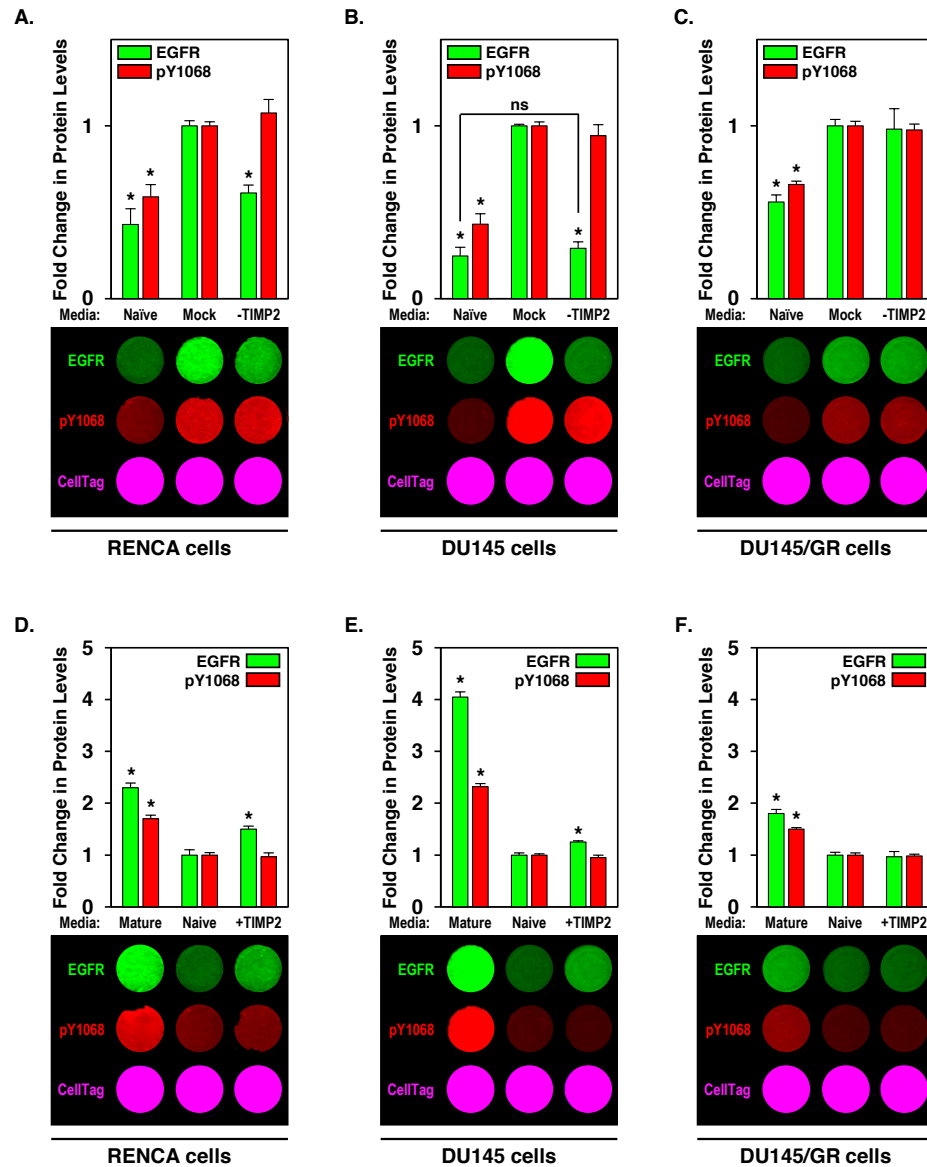 A.
EGFR
pY1068
Fold Change in Protein Levels
1
0
* * *
Media: Naïve Mock -TIMP2
EGFR
pY1068
CellTag
RENCA cells
B.
EGFR
pY1068
Fold Change in Protein Levels
ns
1
0
* * *
Media: Naïve Mock -TIMP2
EGFR
pY1068
CellTag
DU145 cells
C.
EGFR
pY1068
Fold Change in Protein Levels
1
0
* *
Media: Naïve Mock -TIMP2
EGFR
pY1068
CellTag
DU145/GR cells
D.
EGFR
pY1068
Fold Change in Protein Levels
5
4
3
2
1
0
* * *
Media: Mature Naive +TIMP2
EGFR
pY1068
CellTag
RENCA cells
E.
EGFR
pY1068
Fold Change in Protein Levels
5
4
3
2
1
0
* * *
Media: Mature Naive +TIMP2
EGFR
pY1068
CellTag
DU145 cells
F.
EGFR
pY1068
Fold Change in Protein Levels
5
4
3
2
1
0
* *
Media: Mature Naive +TIMP2
EGFR
pY1068
CellTag
DU145/GR cells